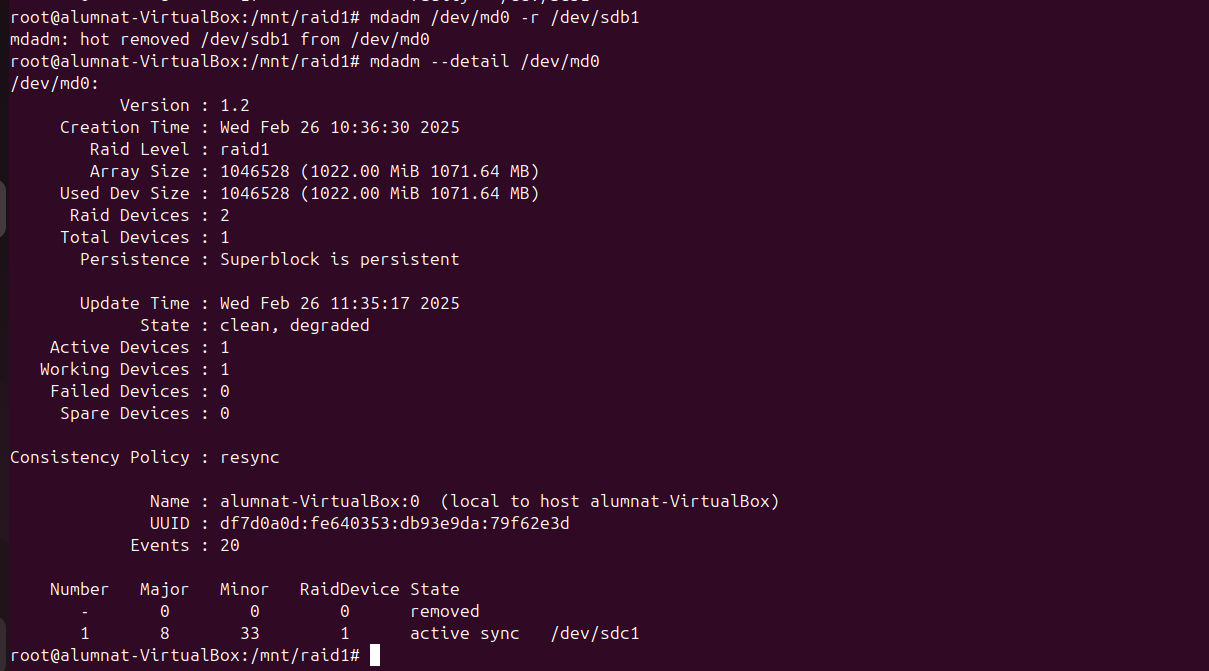 root@alumnat-VirtualBox:/mnt/raid1# mdadm /dev/md0 -r /dev/sdb1
mdadm: hot removed /dev/sdb1 from /dev/md0
root@alumnat-VirtualBox:/mnt/raid1# mdadm --detail /dev/md0
/dev/md0:
           Version : 1.2
     Creation Time : Wed Feb 26 10:36:30 2025
        Raid Level : raid1
        Array Size : 1046528 (1022.00 MiB 1071.64 MB)
     Used Dev Size : 1046528 (1022.00 MiB 1071.64 MB)
      Raid Devices : 2
     Total Devices : 1
       Persistence : Superblock is persistent

       Update Time : Wed Feb 26 11:35:17 2025
             State : clean, degraded
    Active Devices : 1
   Working Devices : 1
    Failed Devices : 0
     Spare Devices : 0

Consistency Policy : resync

              Name : alumnat-VirtualBox:0  (local to host alumnat-VirtualBox)
              UUID : df7d0a0d:fe640353:db93e9da:79f62e3d
            Events : 20

    Number   Major   Minor   RaidDevice State
       -       0        0        0      removed
       1       8       33        1      active sync   /dev/sdc1
root@alumnat-VirtualBox:/mnt/raid1#